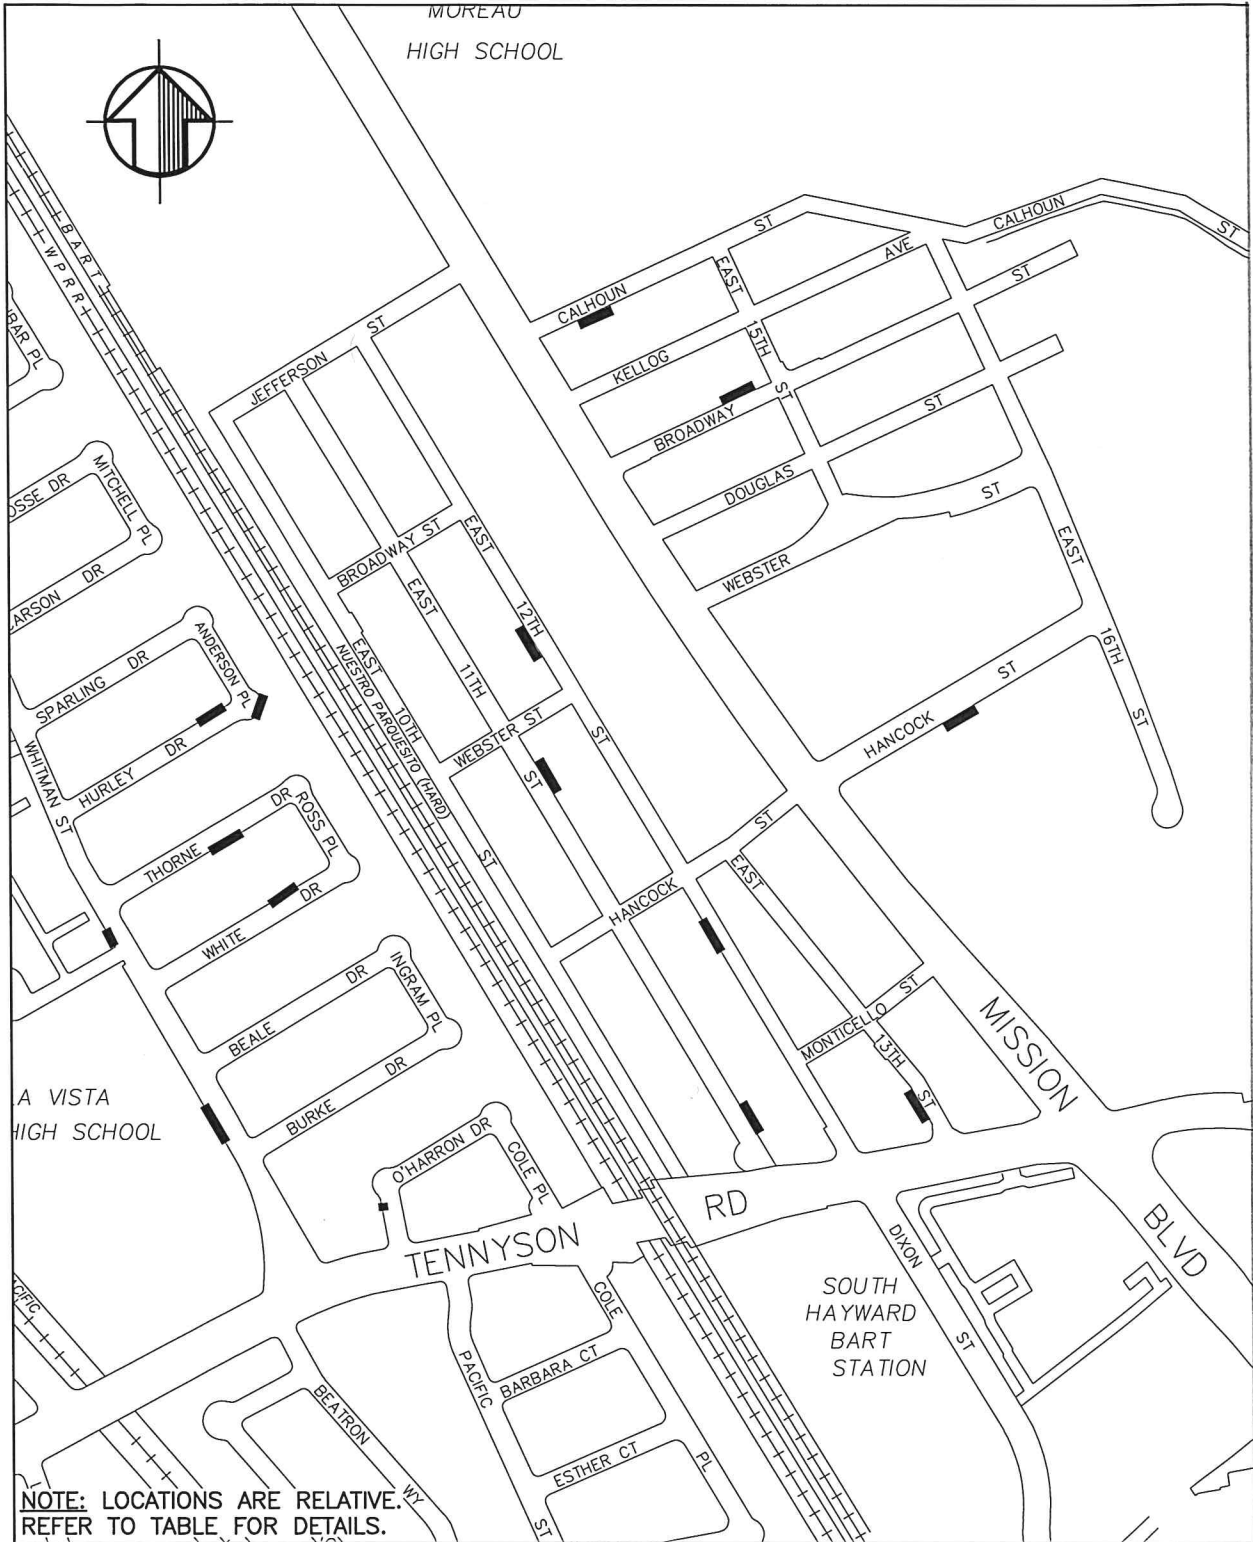 MOREAU
HIGH SCHOOL
CALHOUN
ST
CALHOUN
ST
EAST
AVE
ST
BART
WPRR
CALHOUN
KELLOG
15TH
ST
JEFFERSON
ST
BROADWAY
ST
DOUGLAS
ST
MITCHELL PL
DR
DR
BROADWAY ST
EAST
WEBSTER
EAST
EAST
12TH
16TH
ST
ANDERSON PL
SPARLING DR
EAST
NUESTRO PARQUESITO (HARD)
10TH
11TH
WEBSTER ST
ST
ST
HANCOCK
ST
WHITMAN ST
HURLEY DR
THORNE DR
ROSS PL
WHITE DR
ST
HANCOCK
ST
EAST
BEALE DR
INGRAM PL
MONTICELLO ST
MISSION
13TH
ST
A VISTA
HIGH SCHOOL
BURKE DR
O'HARRON DR
COLE PL
TENNYSON
RD
DIXON
ST
BLVD
COLE
PL
SOUTH
HAYWARD
BART
STATION
PACIFIC
ST
BARBARA CT
ESTHER CT
BEATRON
WY
NOTE: LOCATIONS ARE RELATIVE.
REFER TO TABLE FOR DETAILS.